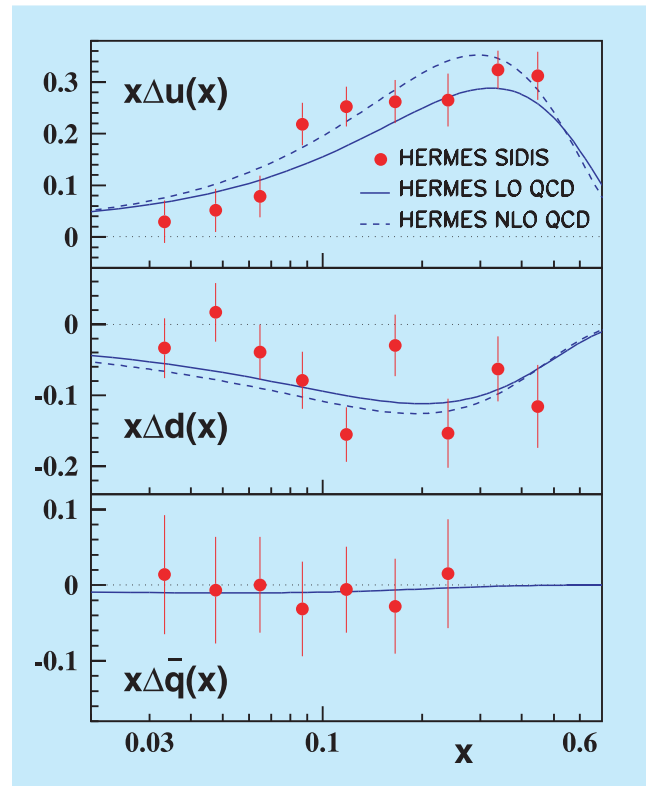 0.3
0.2
0.1
0
xΔu(x)
HERMES SIDIS
HERMES LO QCD
HERMES NLO QCD
0
-0.1
-0.2
xΔd(x)
0.1
0
-0.1
xΔq̄(x)
0.03
0.1
x
0.6